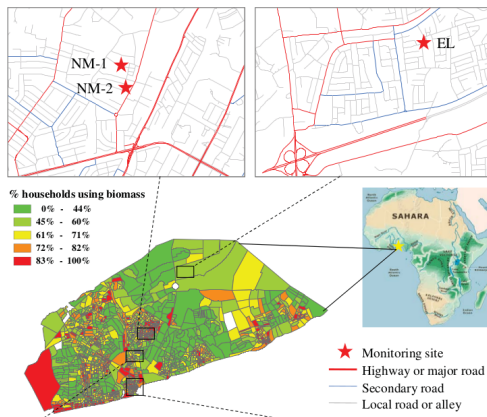 NM-1
NM-2
EL
% households using biomass
0% - 44%
45% - 60%
61% - 71%
72% - 82%
83% - 100%
SAHARA
AFRICA
Monitoring site
Highway or major road
Secondary road
Local road or alley